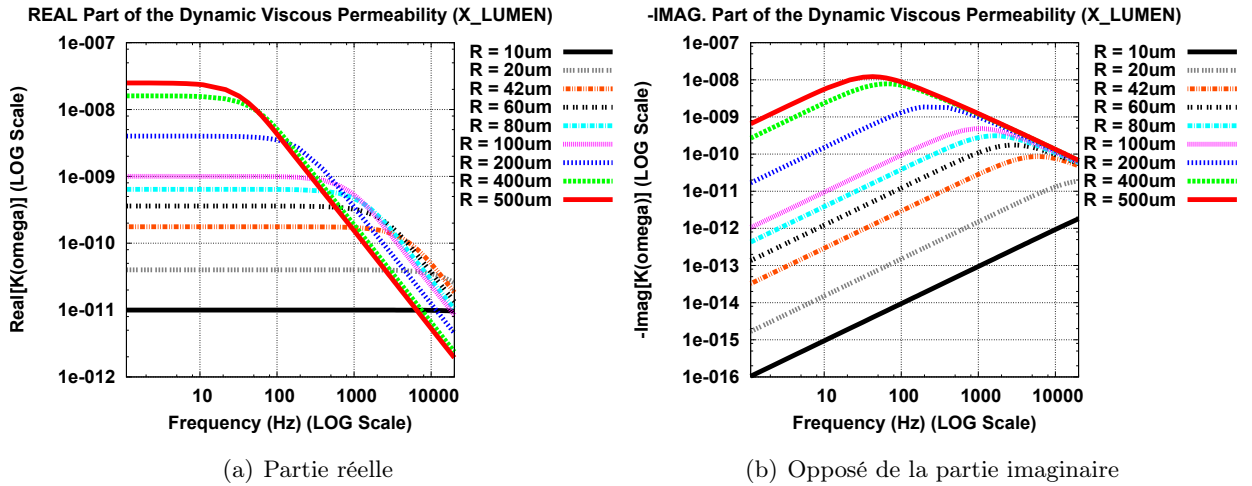 REAL Part of the Dynamic Viscous Permeability (X_LUMEN)
Real[K(omega)] (LOG Scale)
1e-007
1e-008
1e-009
1e-010
1e-011
1e-012
10
100
1000
10000
Frequency (Hz) (LOG Scale)
R = 10um
R = 20um
R = 42um
R = 60um
R = 80um
R = 100um
R = 200um
R = 400um
R = 500um
(a) Partie réelle
-IMAG. Part of the Dynamic Viscous Permeability (X_LUMEN)
-Imag[K(omega)] (LOG Scale)
1e-007
1e-008
1e-009
1e-010
1e-011
1e-012
1e-013
1e-014
1e-015
1e-016
10
100
1000
10000
Frequency (Hz) (LOG Scale)
R = 10um
R = 20um
R = 42um
R = 60um
R = 80um
R = 100um
R = 200um
R = 400um
R = 500um
(b) Opposé de la partie imaginaire